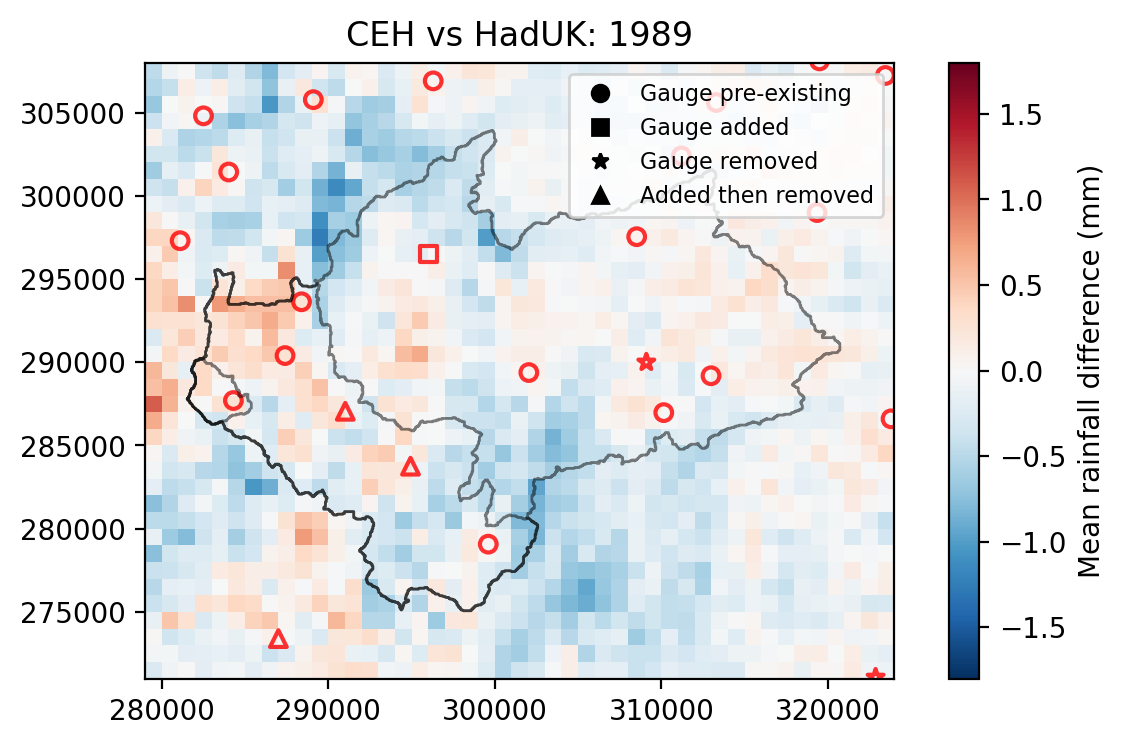 CEH vs HadUK: 1989
Gauge pre-existing
Gauge added
Gauge removed
Added then removed
305000
300000
295000
290000
285000
280000
275000
280000 290000 300000 310000 320000
1.5
1.0
0.5
0.0
−0.5
−1.0
−1.5
Mean rainfall difference (mm)